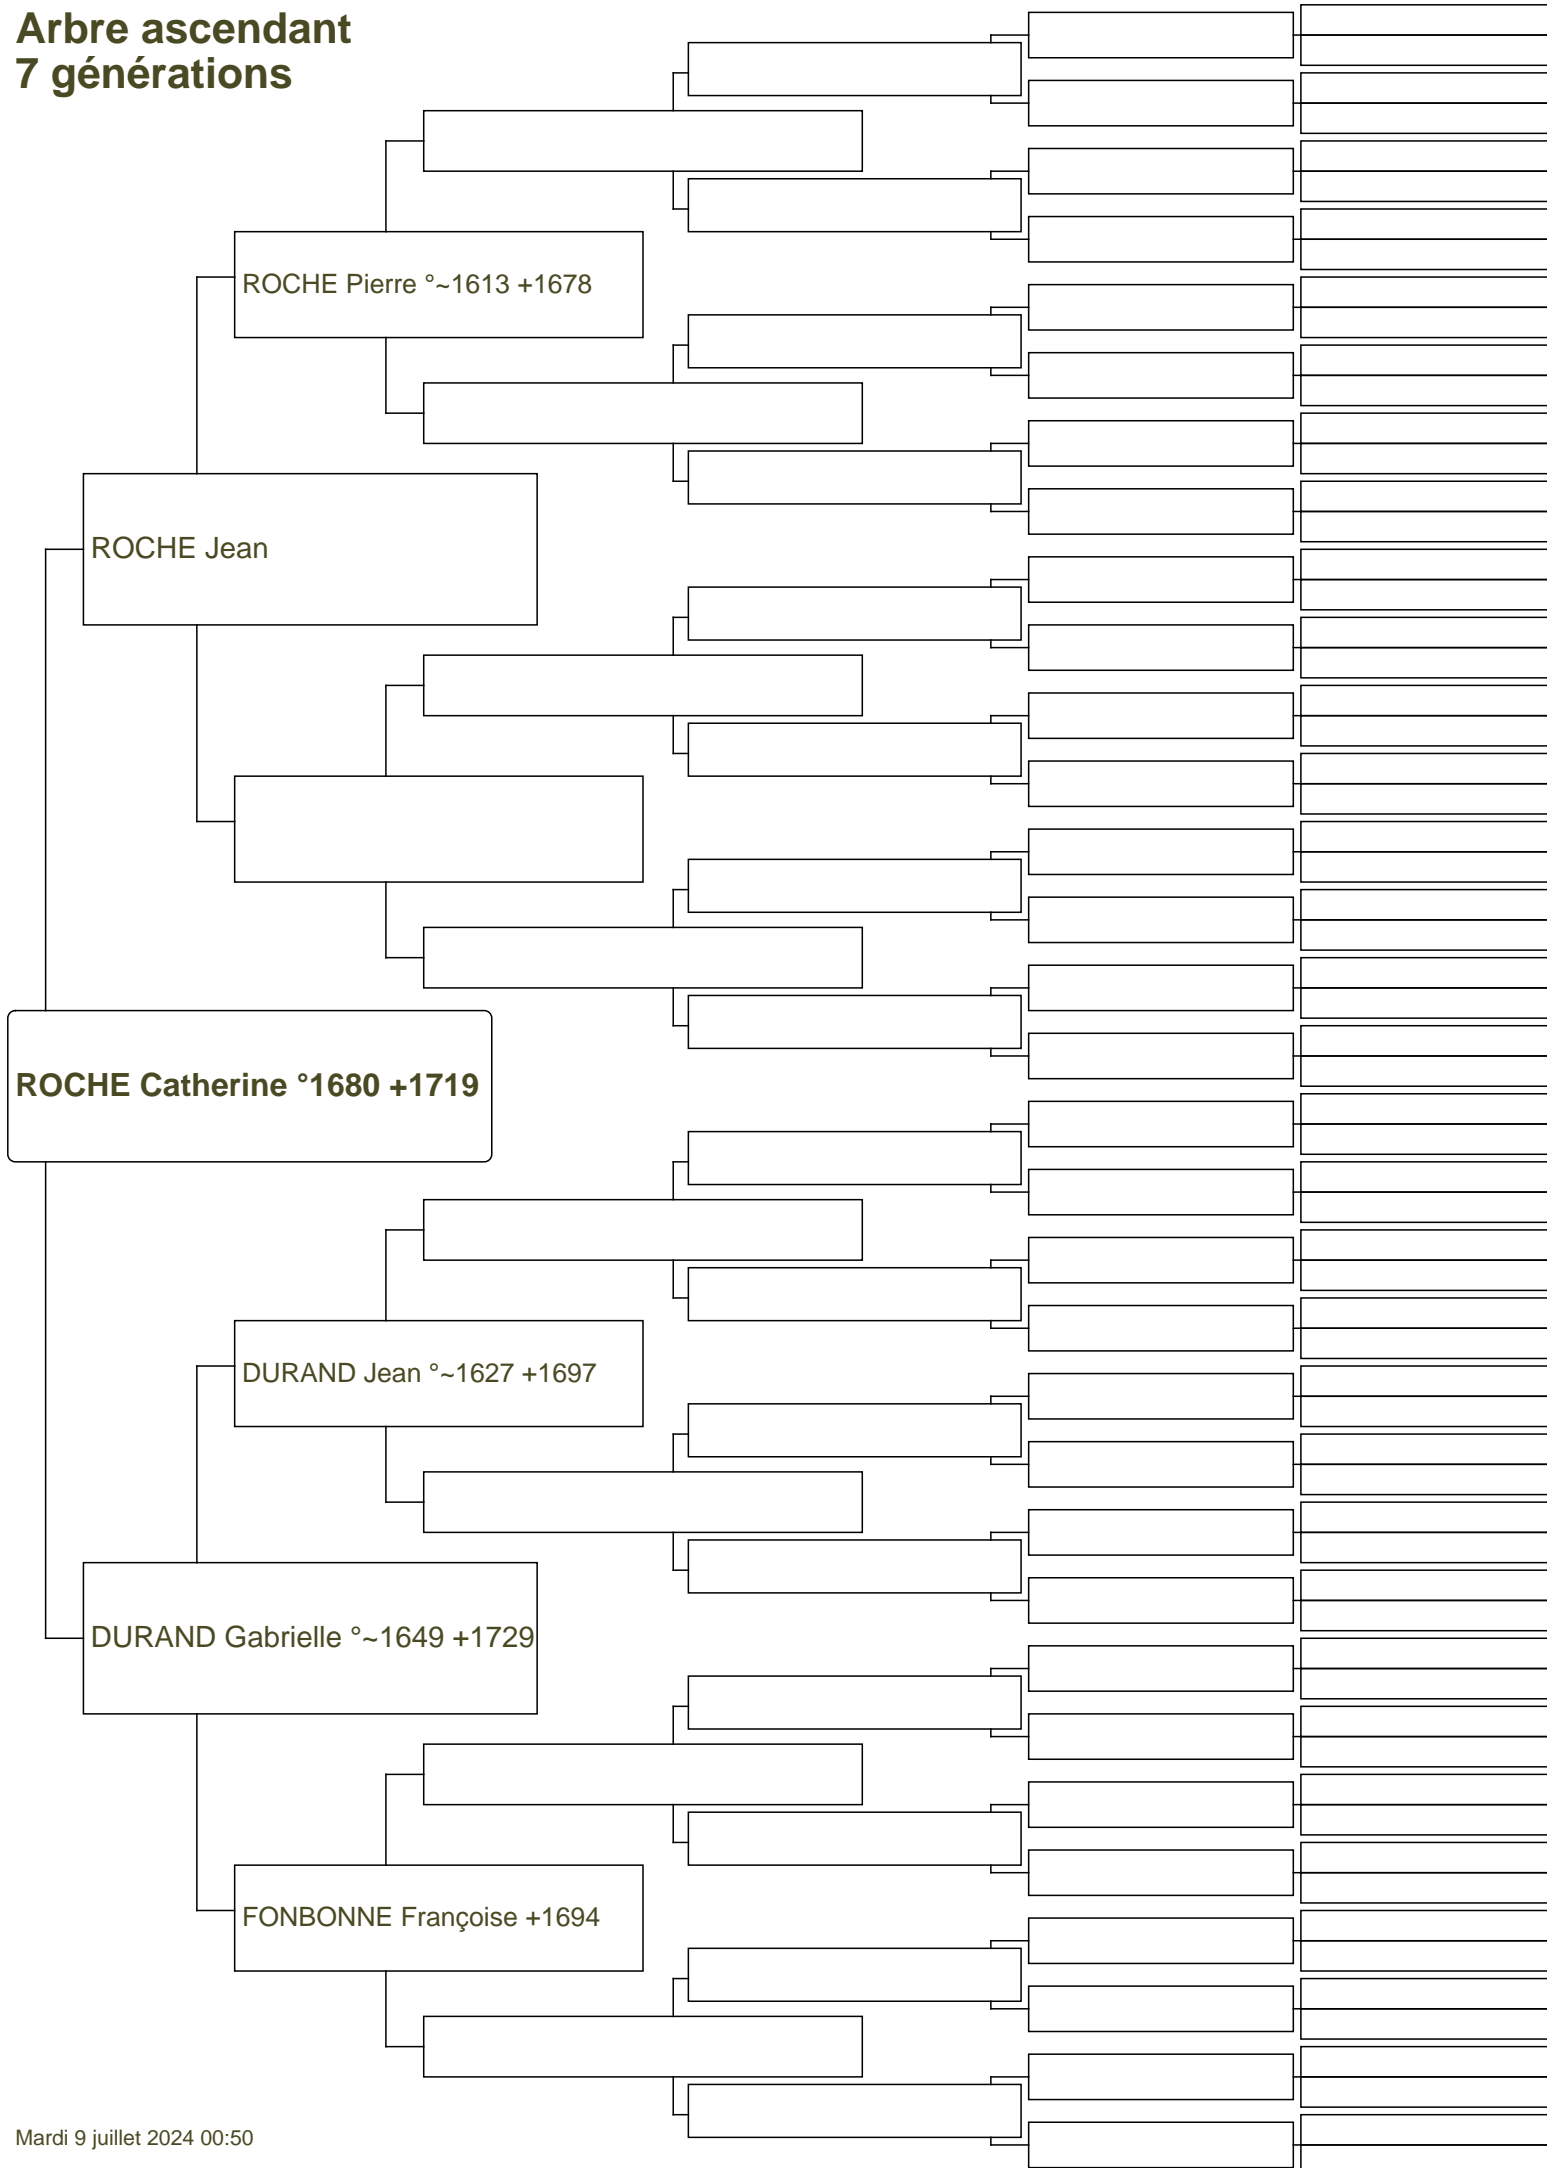 Arbre ascendant
7 générations
ROCHE Pierre °~1613 +1678
ROCHE Jean
ROCHE Catherine °1680 +1719
DURAND Jean °~1627 +1697
DURAND Gabrielle °~1649 +1729
FONBONNE Françoise +1694
Mardi 9 juillet 2024 00:50